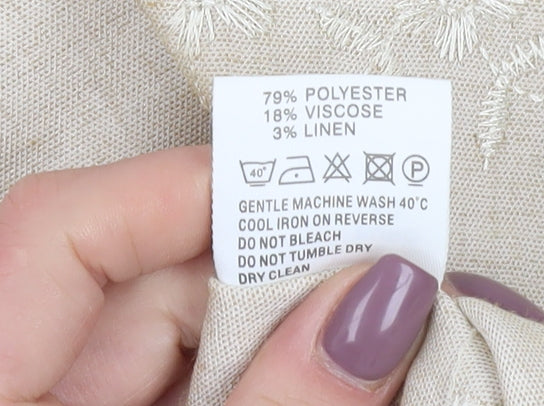 79% POLYESTER
18% VISCOSE
3% LINEN
40° P
GENTLE MACHINE WASH 40°C
COOL IRON ON REVERSE
DO NOT BLEACH
DO NOT TUMBLE DRY
DRY CLEAN